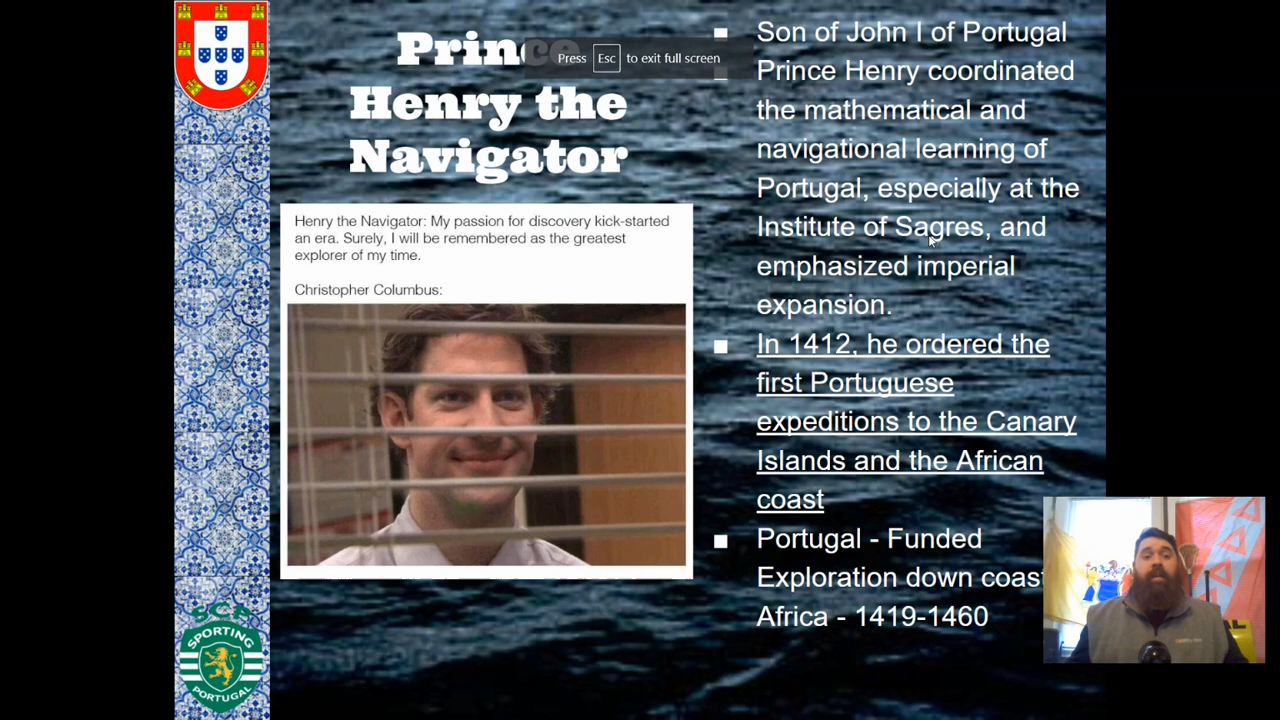 Prince
Henry the
Navigator
Press Esc to exit full screen
Henry the Navigator: My passion for discovery kick-started
an era. Surely, I will be remembered as the greatest
explorer of my time.
Christopher Columbus:
Son of John I of Portugal
Prince Henry coordinated
the mathematical and
navigational learning of
Portugal, especially at the
Institute of Sagres, and
emphasized imperial
expansion.
In 1412, he ordered the
first Portuguese
expeditions to the Canary
Islands and the African
coast
Portugal - Funded
Exploration down coast
Africa - 1419-1460
SCP
SPORTING
PORTUGAL